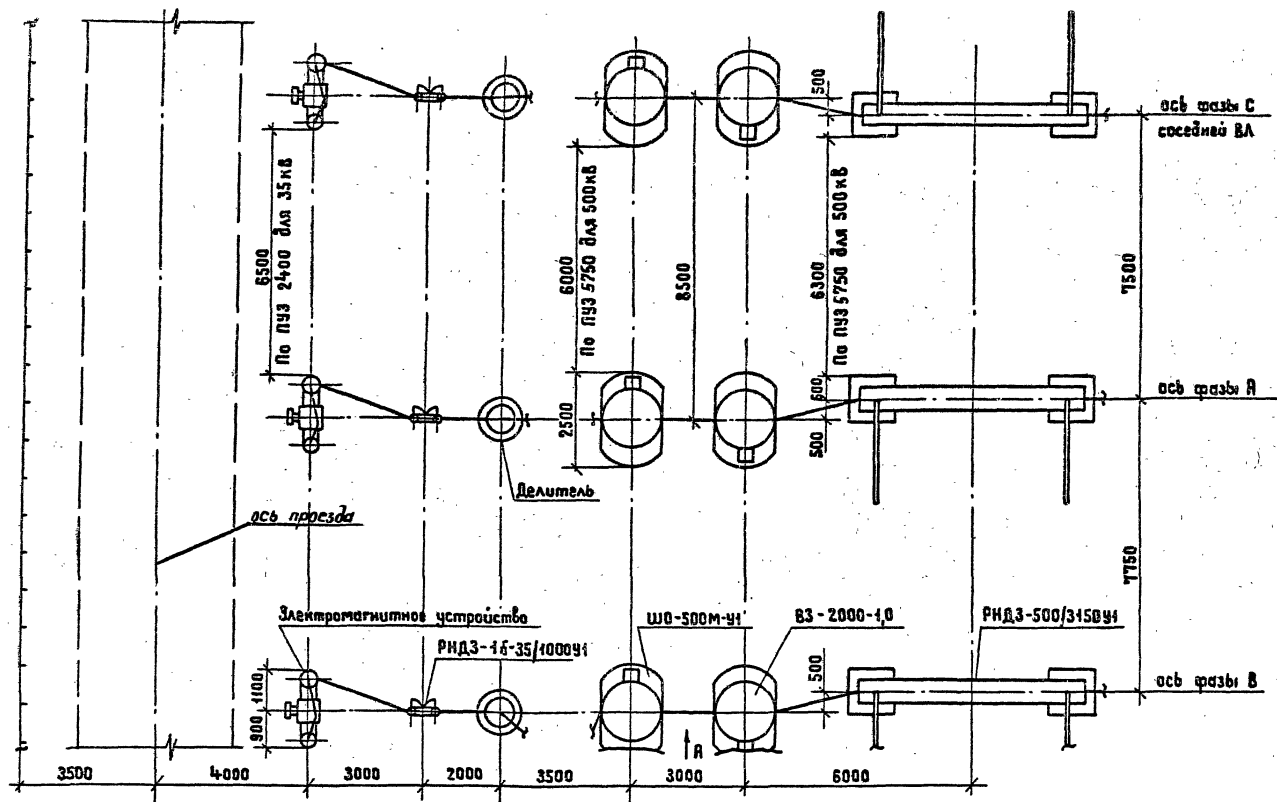 500
ось фазы С
соседней ВЛ
6500
По ПУЭ 2400 для 35кв
6000
По ПУЭ 5750 для 500кв
8500
6300
По ПУЭ 5750 для 500кв
7500
2500
600
500
ось фазы А
Делитель
ось проезда
7750
Электромагнитное устройство
РНДЗ-1б-35/1000У1
ШО-500М-У1
ВЗ-2000-1,0
РНДЗ-500/3150У1
1100
900
500
ось фазы В
А
3500
4000
3000
2000
3500
3000
6000